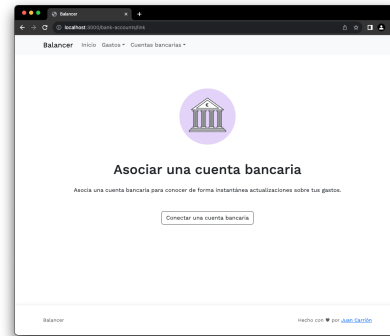 Balancer
localhost:3000/bank-accounts/link
Balancer Inicio Gastos Cuentas bancarias
€
Asociar una cuenta bancaria
Asocia una cuenta bancaria para conocer de forma instantánea actualizaciones sobre tus gastos.
Conectar una cuenta bancaria
Balancer Hecho con ♥ por Juan Carrión